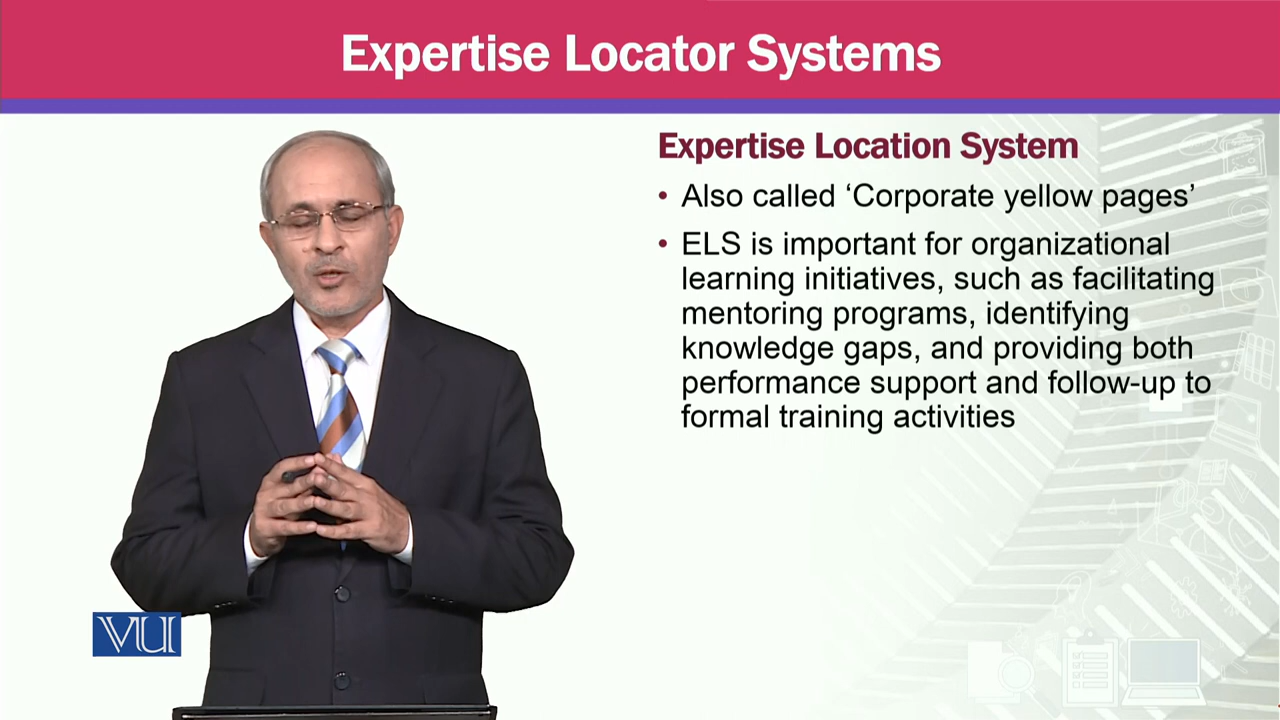 Expertise Locator Systems
Expertise Location System
• Also called ‘Corporate yellow pages’
• ELS is important for organizational
learning initiatives, such as facilitating
mentoring programs, identifying
knowledge gaps, and providing both
performance support and follow-up to
formal training activities
VU